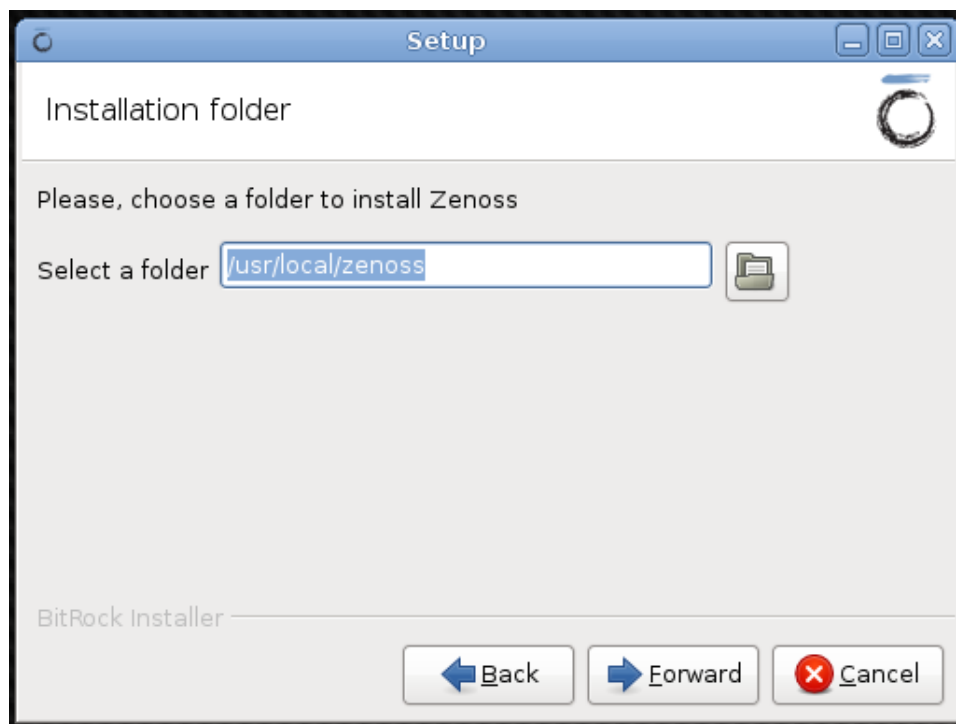 Setup
Installation folder
Please, choose a folder to install Zenoss
Select a folder /usr/local/zenoss
BitRock Installer
Back Forward Cancel